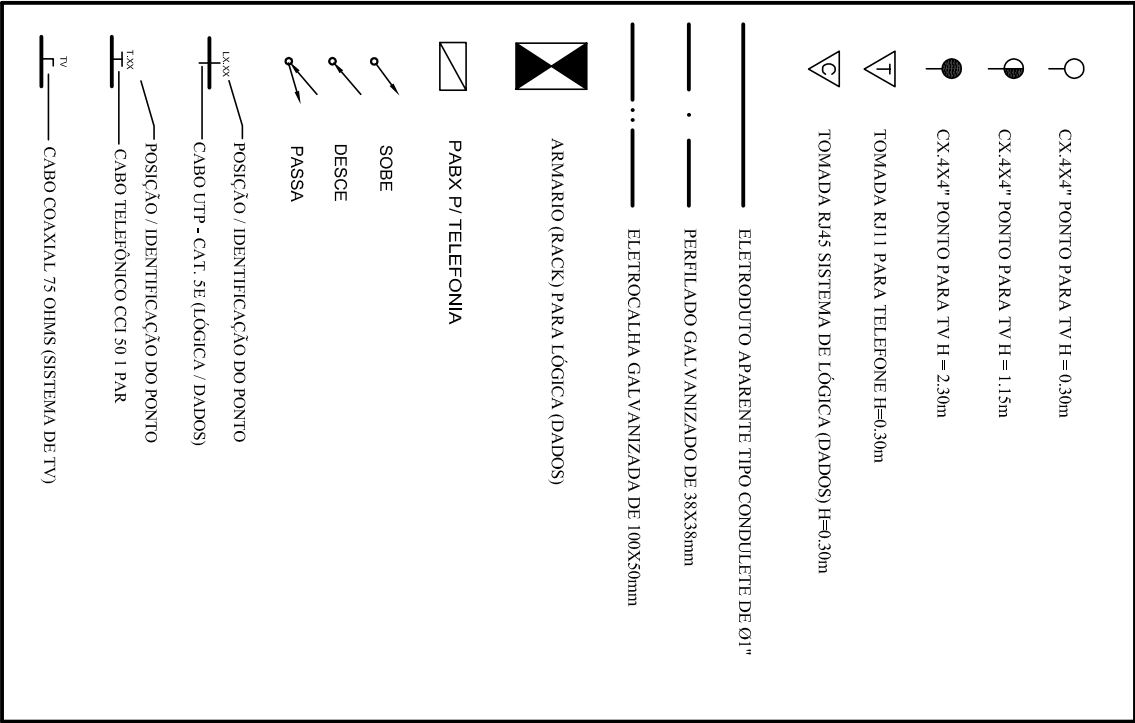 CX.4X4" PONTO PARA TV H = 0.30m
CX.4X4" PONTO PARA TV H = 1.15m
CX.4X4" PONTO PARA TV H = 2.30m
T
TOMADA RJ11 PARA TELEFONE H=0.30m
C
TOMADA RJ45 SISTEMA DE LÓGICA (DADOS) H=0.30m
ELETRODUTO APARENTE TIPO CONDULETE DE Ø1"
PERFILADO GALVANIZADO DE 38X38mm
ELETROCALHA GALVANIZADA DE 100X50mm
ARMARIO (RACK) PARA LÓGICA (DADOS)
PABX P/ TELEFONIA
SOBE
DESCE
PASSA
LX.XX
POSIÇÃO / IDENTIFICAÇÃO DO PONTO
CABO UTP - CAT. 5E (LÓGICA / DADOS)
T.XX
POSIÇÃO / IDENTIFICAÇÃO DO PONTO
CABO TELEFÔNICO CCI 50 1 PAR
TV
CABO COAXIAL 75 OHMS (SISTEMA DE TV)